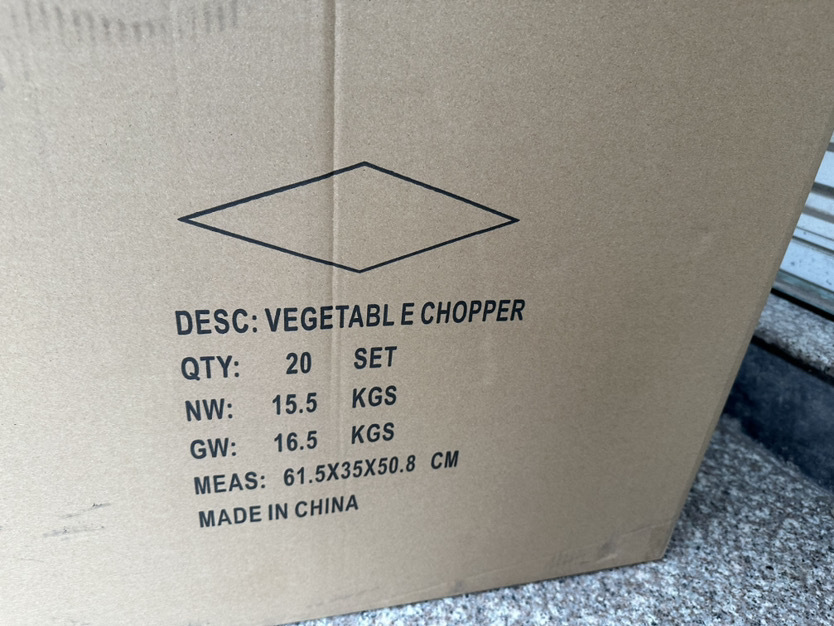 DESC: VEGETABL E CHOPPER
QTY: 20 SET
NW: 15.5 KGS
GW: 16.5 KGS
MEAS: 61.5X35X50.8 CM
MADE IN CHINA